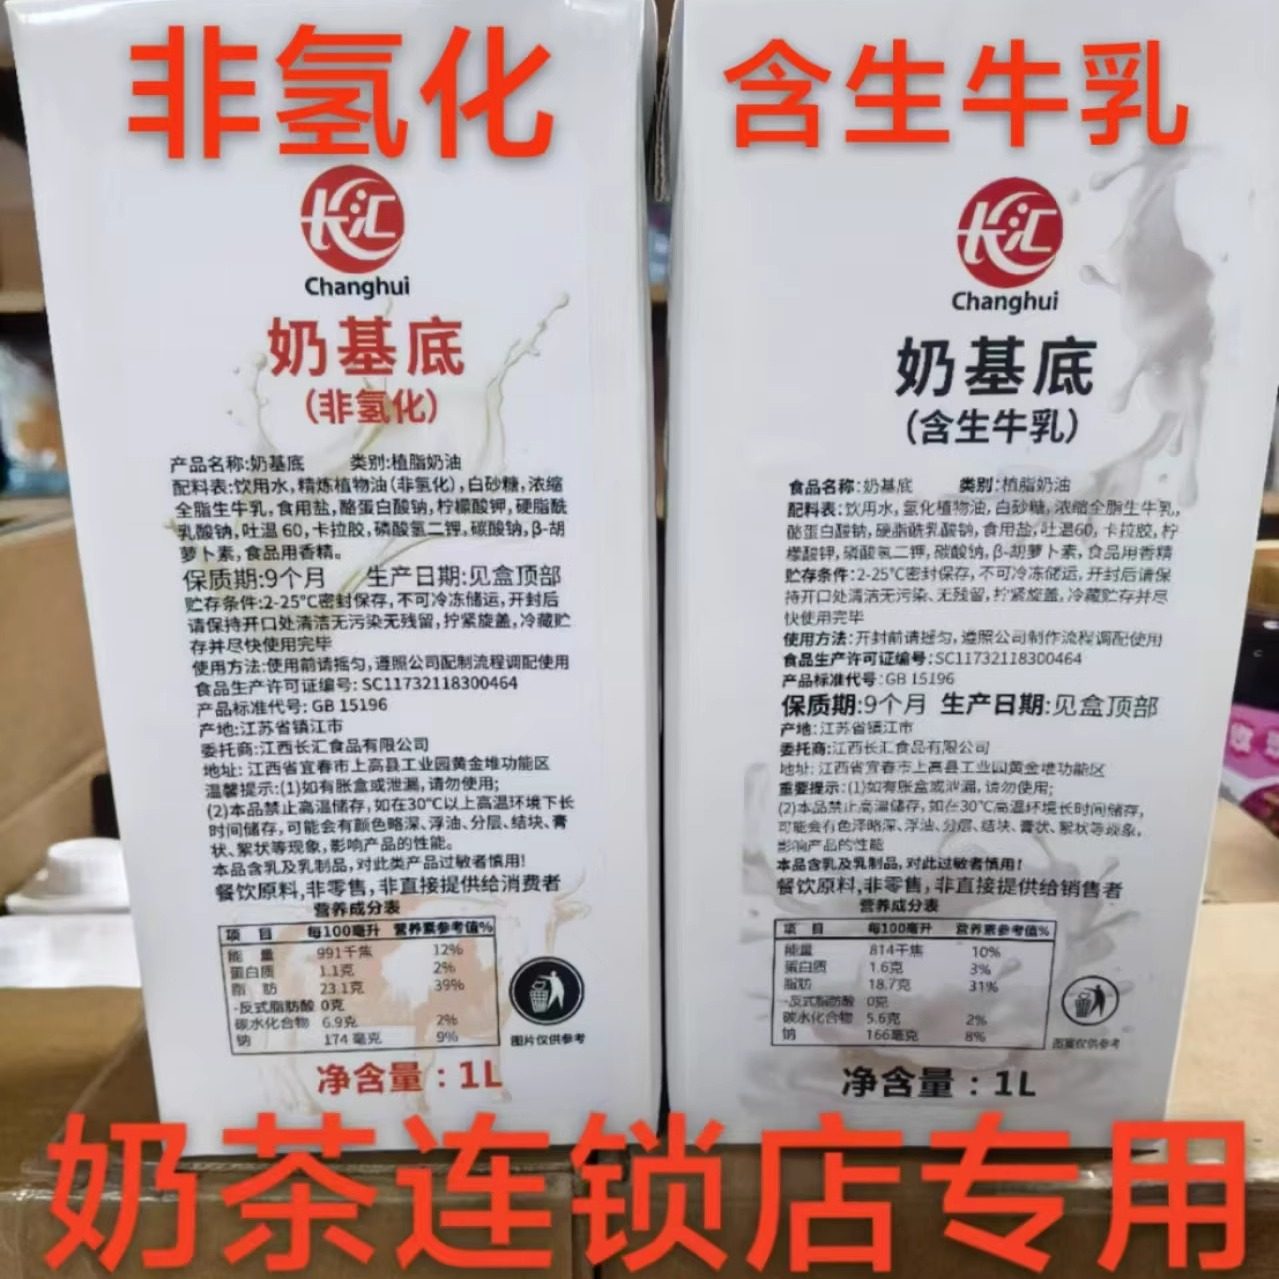 非氢化
含生牛乳
长汇
Changhui
奶基底
(非氢化)
产品名称:奶基底 类别:植脂奶油
配料表:饮用水,精炼植物油(非氢化),白砂糖,浓缩
全脂生牛乳,食用盐,酪蛋白酸钠,柠檬酸钾,硬脂酰
乳酸钠,吐温60,卡拉胶,磷酸氢二钾,碳酸钠,β-胡
萝卜素,食品用香精。
保质期:9个月 生产日期:见盒顶部
贮存条件:2-25°C密封保存,不可冷冻储运,开封后
请保持开口处清洁无污染无残留,拧紧旋盖,冷藏贮
存并尽快使用完毕
使用方法:使用前请摇匀,遵照公司配制流程调配使用
食品生产许可证编号: SC11732118300464
产品标准代号: GB 15196
产地:江苏省镇江市
委托商:江西长汇食品有限公司
地址: 江西省宜春市上高县工业园黄金堆功能区
温馨提示:(1)如有胀盒或泄漏,请勿使用;
(2)本品禁止高温储存,如在30°C以上高温环境下长
时间储存,可能会有颜色略深、浮油、分层、结块、膏
状、絮状等现象,影响产品的性能。
本品含乳及乳制品,对此类产品过敏者慎用!
餐饮原料,非零售,非直接提供给消费者
营养成分表
项 目 每100毫升 营养素参考值%
能 量 991千焦 12%
蛋白质 1.1克 2%
脂 肪 23.1克 39%
-反式脂肪酸 0克
碳水化合物 6.9克 2%
钠 174 毫克 9%
图片仅供参考
净含量：1L
长汇
Changhui
奶基底
(含生牛乳)
食品名称:奶基底 类别:植脂奶油
配料表:饮用水,氢化植物油,白砂糖,浓缩全脂生牛乳,
酪蛋白酸钠,硬脂酰乳酸钠,食用盐,吐温60,卡拉胶,柠
檬酸钾,磷酸氢二钾,碳酸钠,β-胡萝卜素,食品用香精
贮存条件:2-25°C密封保存,不可冷冻储运,开封后请保
持开口处清洁无污染、无残留,拧紧旋盖,冷藏贮存并尽
快使用完毕
使用方法:开封前请摇匀,遵照公司制作流程调配使用
食品生产许可证编号:SC11732118300464
产品标准代号:GB 15196
保质期:9个月 生产日期:见盒顶部
产地:江苏省镇江市
委托商:江西长汇食品有限公司
地址: 江西省宜春市上高县工业园黄金堆功能区
重要提示:(1)如有胀盒或泄漏,请勿使用;
(2)本品禁止高温储存,如在30°C高温环境长时间储存,
可能会有色泽略深、浮油、分层、结块、膏状、絮状等现象,
影响产品的性能
本品含乳及乳制品,对此过敏者慎用!
餐饮原料,非零售,非直接提供给销售者
营养成分表
项 目 每100毫升 营养素参考值%
能量 814千焦 10%
蛋白质 1.6克 3%
脂肪 18.7克 31%
-反式脂肪酸 0克
碳水化合物 5.6克 2%
钠 166毫克 8%
图案仅供参考
净含量：1L
奶茶连锁店专用